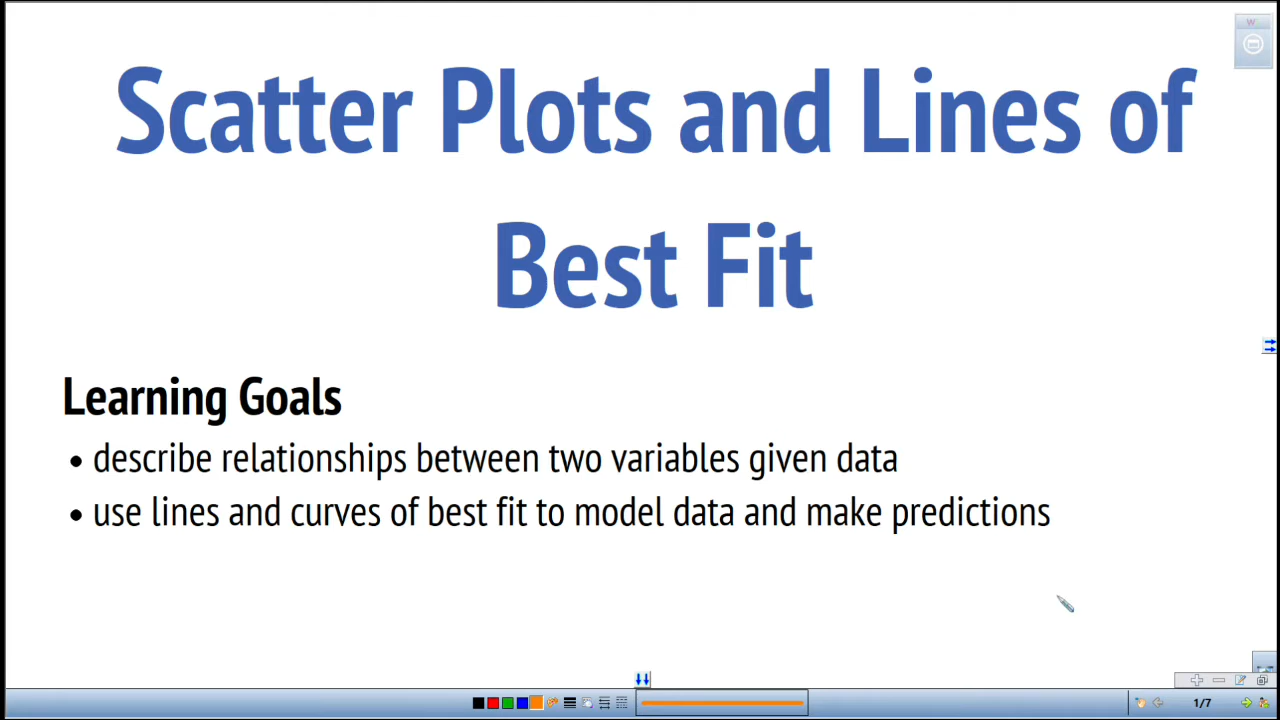 W
Scatter Plots and Lines of
Best Fit
Learning Goals
• describe relationships between two variables given data
• use lines and curves of best fit to model data and make predictions
1/7